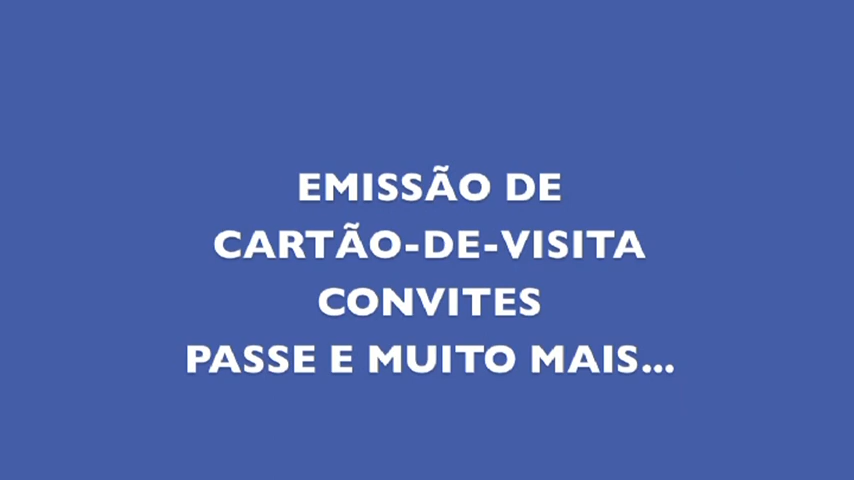 EMISSÃO DE
CARTÃO-DE-VISITA
CONVITES
PASSE E MUITO MAIS...